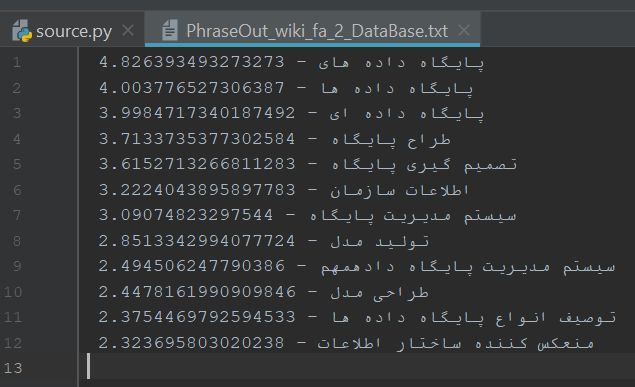 source.py
PhraseOut_wiki_fa_2_DataBase.txt
1 4.826393493273273 – پایگاه داده های
2 4.003776527306387 – پایگاه داده ها
3 3.9984717340187492 – پایگاه داده ای
4 3.7133735377302584 – طراح پایگاه
5 3.6152713266811283 – تصمیم گیری پایگاه
6 3.2224043895897783 – اطلاعات سازمان
7 3.09074823297544 – سیستم مدیریت پایگاه
8 2.8513342994077724 – تولید مدل
9 2.494506247790386 – سیستم مدیریت پایگاه دادهمهم
10 2.4478161990909846 – طراحی مدل
11 2.3754469792594533 – توصیف انواع پایگاه داده ها
12 2.323695803020238 – منعکس کننده ساختار اطلاعات
13